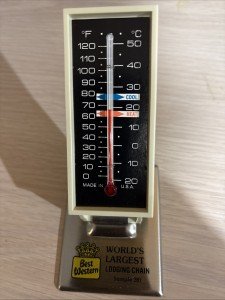 °F °C
120 50
110
100 40
90 30
80 COOL
70 20
60 HEAT
50 10
40
30 0
20
10 10
0 20
MADE IN U.S.A.
Best
Western
WORLD'S
LARGEST
LODGING CHAIN